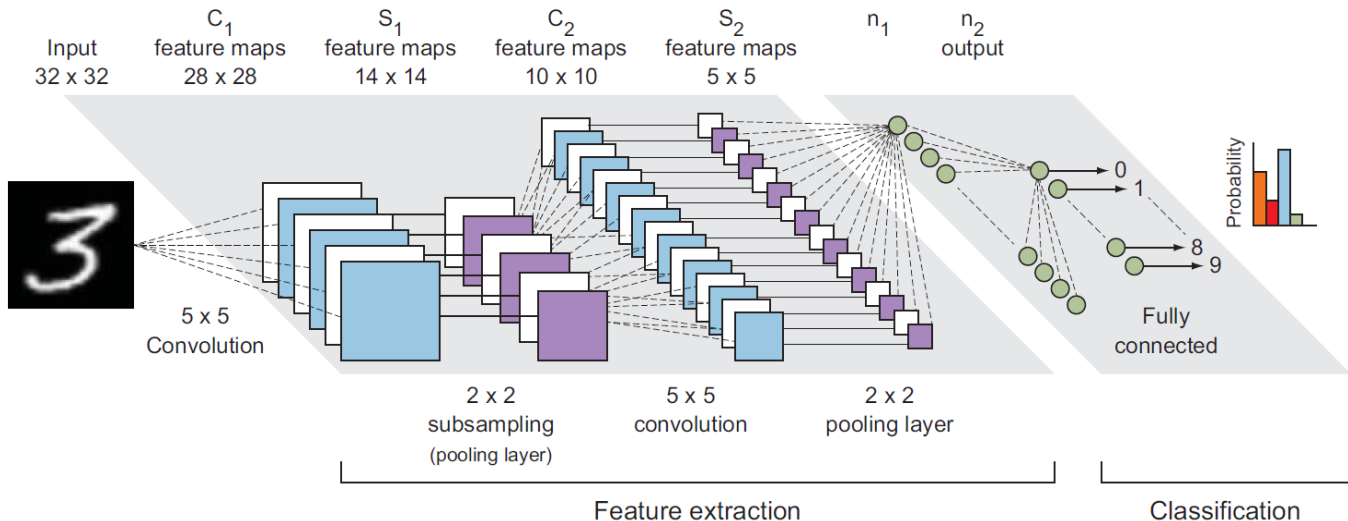 Input
32 x 32
C1
feature maps
28 x 28
S1
feature maps
14 x 14
C2
feature maps
10 x 10
S2
feature maps
5 x 5
n1
n2
output
3
0
1
8
9
Probability
5 x 5
Convolution
2 x 2
subsampling
(pooling layer)
5 x 5
convolution
2 x 2
pooling layer
Fully
connected
Feature extraction
Classification